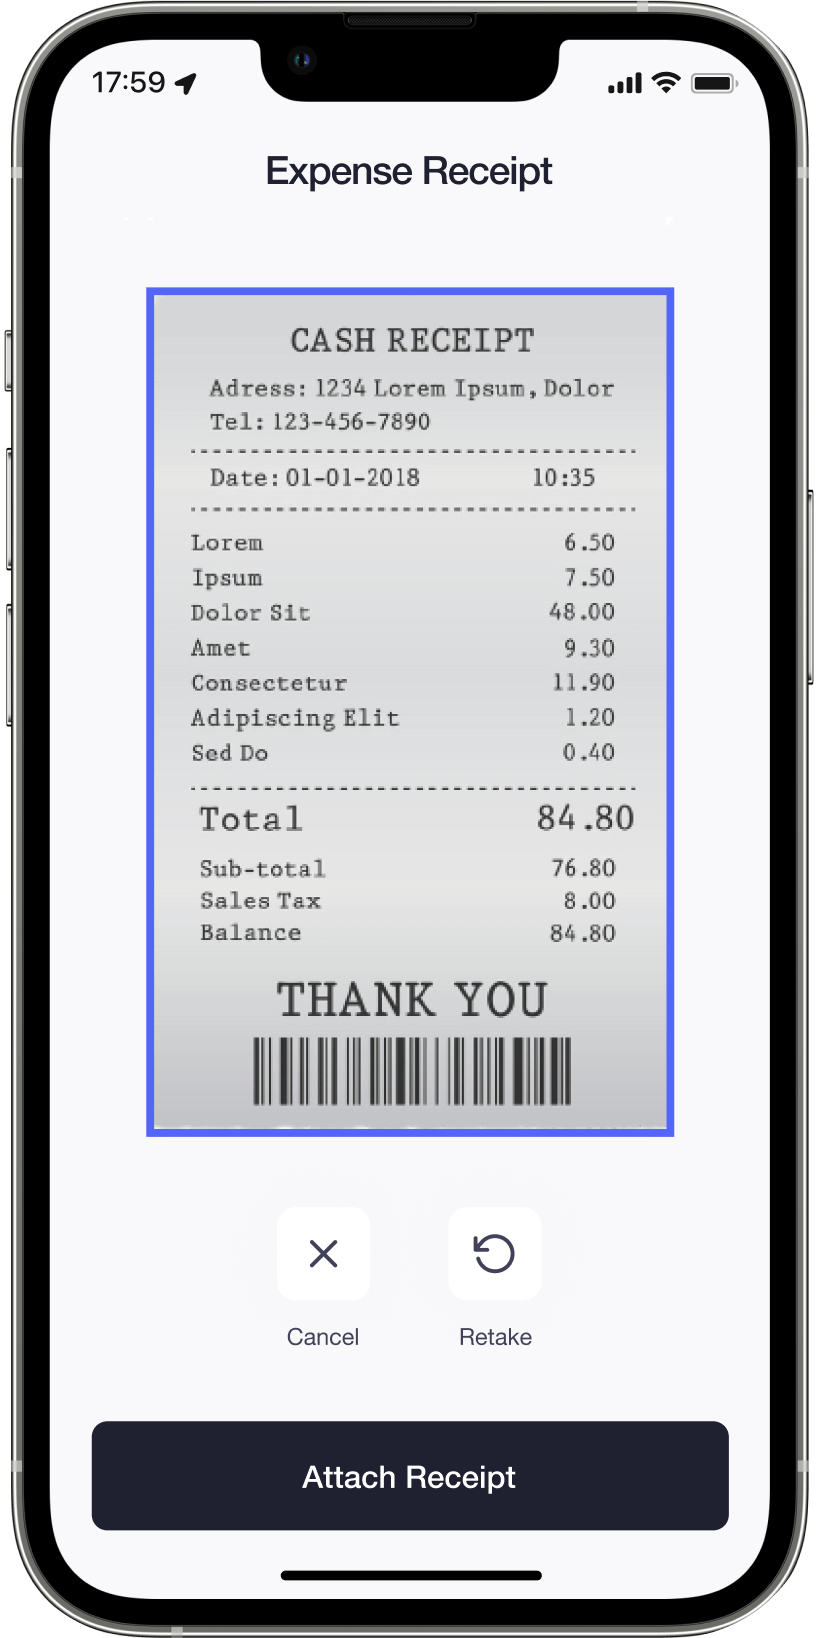 17:59
Expense Receipt
CASH RECEIPT
Adress: 1234 Lorem Ipsum, Dolor
Tel: 123-456-7890
Date: 01-01-2018 10:35
Lorem 6.50
Ipsum 7.50
Dolor Sit 48.00
Amet 9.30
Consectetur 11.90
Adipiscing Elit 1.20
Sed Do 0.40
Total 84.80
Sub-total 76.80
Sales Tax 8.00
Balance 84.80
THANK YOU
Cancel Retake
Attach Receipt